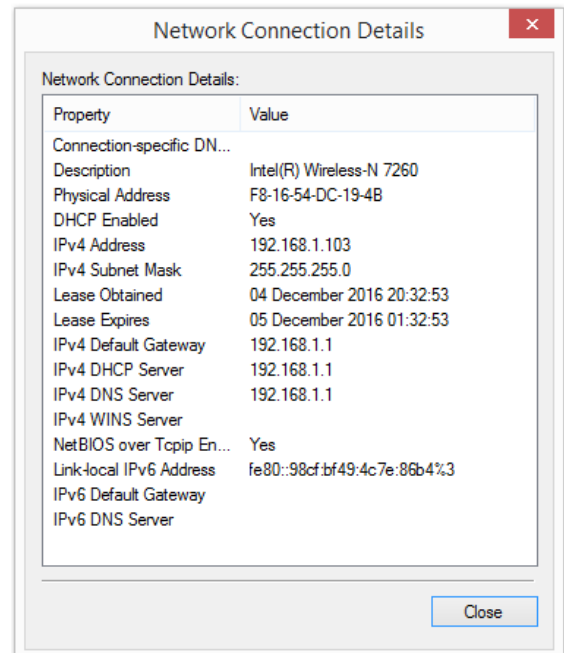 Network Connection Details
Network Connection Details:
Property Value
Connection-specific DN...
Description Intel(R) Wireless-N 7260
Physical Address F8-16-54-DC-19-4B
DHCP Enabled Yes
IPv4 Address 192.168.1.103
IPv4 Subnet Mask 255.255.255.0
Lease Obtained 04 December 2016 20:32:53
Lease Expires 05 December 2016 01:32:53
IPv4 Default Gateway 192.168.1.1
IPv4 DHCP Server 192.168.1.1
IPv4 DNS Server 192.168.1.1
IPv4 WINS Server
NetBIOS over Tcpip En... Yes
Link-local IPv6 Address fe80::98cf:bf49:4c7e:86b4%3
IPv6 Default Gateway
IPv6 DNS Server
Close